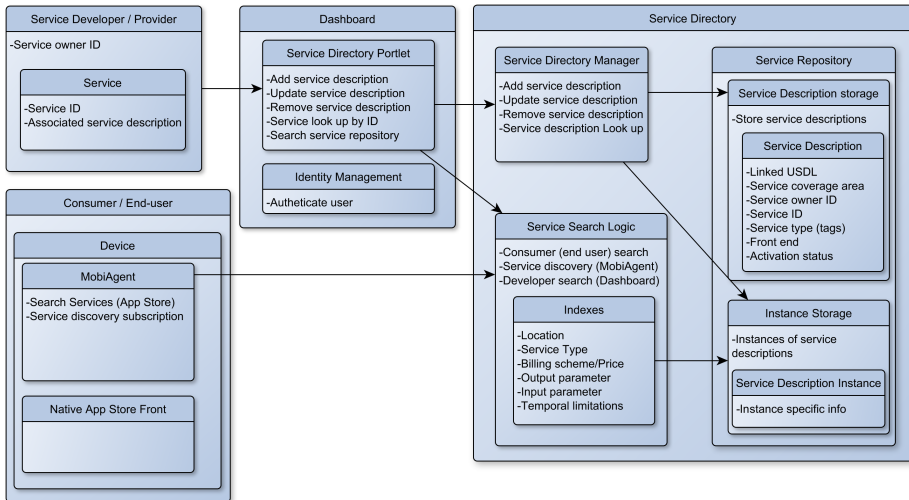 Service Developer / Provider
-Service owner ID
Service
-Service ID
-Associated service description
Consumer / End-user
Device
MobiAgent
-Search Services (App Store)
-Service discovery subscription
Native App Store Front
Dashboard
Service Directory Portlet
-Add service description
-Update service description
-Remove service description
-Service look up by ID
-Search service repository
Identity Management
-Autheticate user
Service Directory
Service Directory Manager
-Add service description
-Update service description
-Remove service description
-Service description Look up
Service Search Logic
-Consumer (end user) search
-Service discovery (MobiAgent)
-Developer search (Dashboard)
Indexes
-Location
-Service Type
-Billing scheme/Price
-Output parameter
-Input parameter
-Temporal limitations
Service Repository
Service Description storage
-Store service descriptions
Service Description
-Linked USDL
-Service coverage area
-Service owner ID
-Service ID
-Service type (tags)
-Front end
-Activation status
Instance Storage
-Instances of service
descriptions
Service Description Instance
-Instance specific info